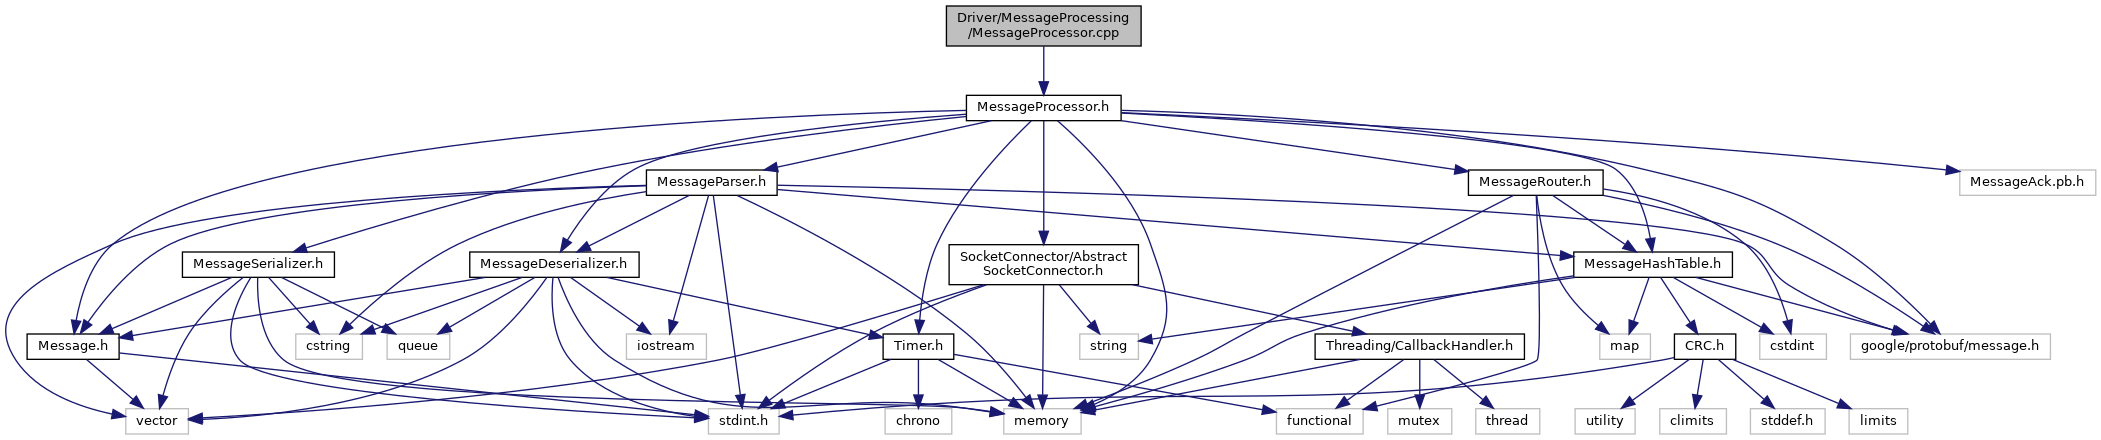 Driver/MessageProcessing
/MessageProcessor.cpp
MessageProcessor.h
MessageParser.h
MessageRouter.h
MessageAck.pb.h
MessageSerializer.h
MessageDeserializer.h
SocketConnector/Abstract
SocketConnector.h
MessageHashTable.h
Message.h
cstring
queue
iostream
Timer.h
string
Threading/CallbackHandler.h
map
CRC.h
cstdint
google/protobuf/message.h
vector
stdint.h
chrono
memory
functional
mutex
thread
utility
climits
stddef.h
limits